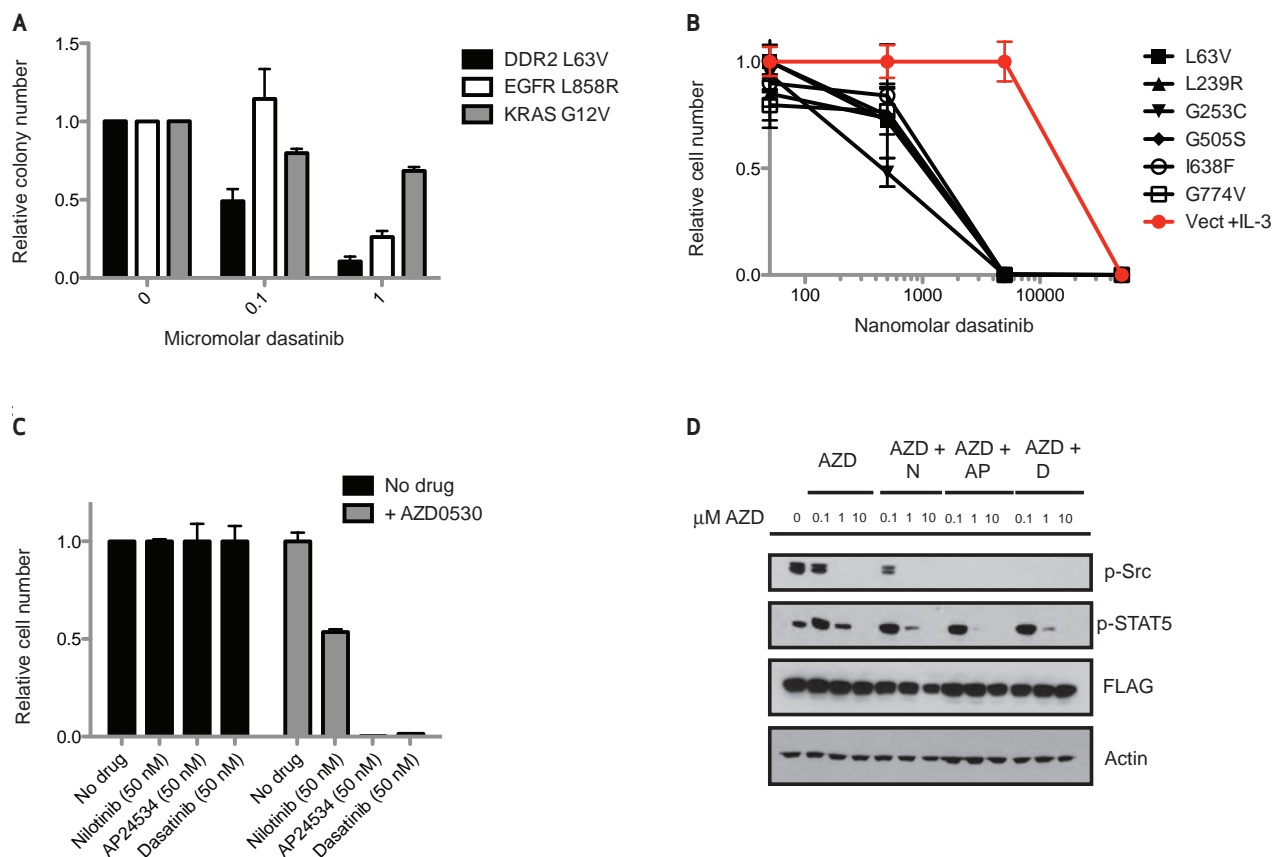 A
Relative colony number
1.5
1.0
0.5
0.0
0
0.1
1
Micromolar dasatinib
DDR2 L63V
EGFR L858R
KRAS G12V
B
Relative cell number
1.0
0.5
0.0
100
1000
10000
Nanomolar dasatinib
L63V
L239R
G253C
G505S
I638F
G774V
Vect +IL-3
C
Relative cell number
1.0
0.5
0.0
No drug
Nilotinib (50 nM)
AP24534 (50 nM)
Dasatinib (50 nM)
No drug
Nilotinib (50 nM)
AP24534 (50 nM)
Dasatinib (50 nM)
No drug
+ AZD0530
D
AZD
AZD +
N
AZD +
AP
AZD +
D
μM AZD 0 0.1 1 10 0.1 1 10 0.1 1 10 0.1 1 10
p-Src
p-STAT5
FLAG
Actin